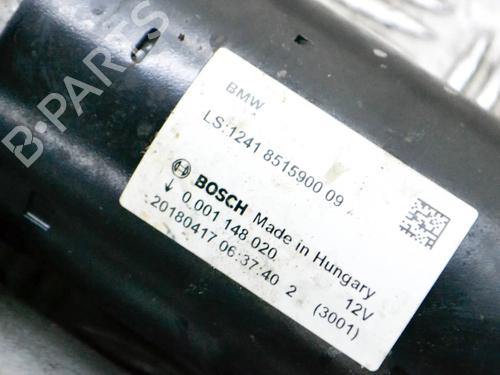 BMW
LS:1241 8515900 09
BOSCH Made in Hungary
0.001 148 020 12V
20180417 06:37:40 2 (3001)
B-PARTS